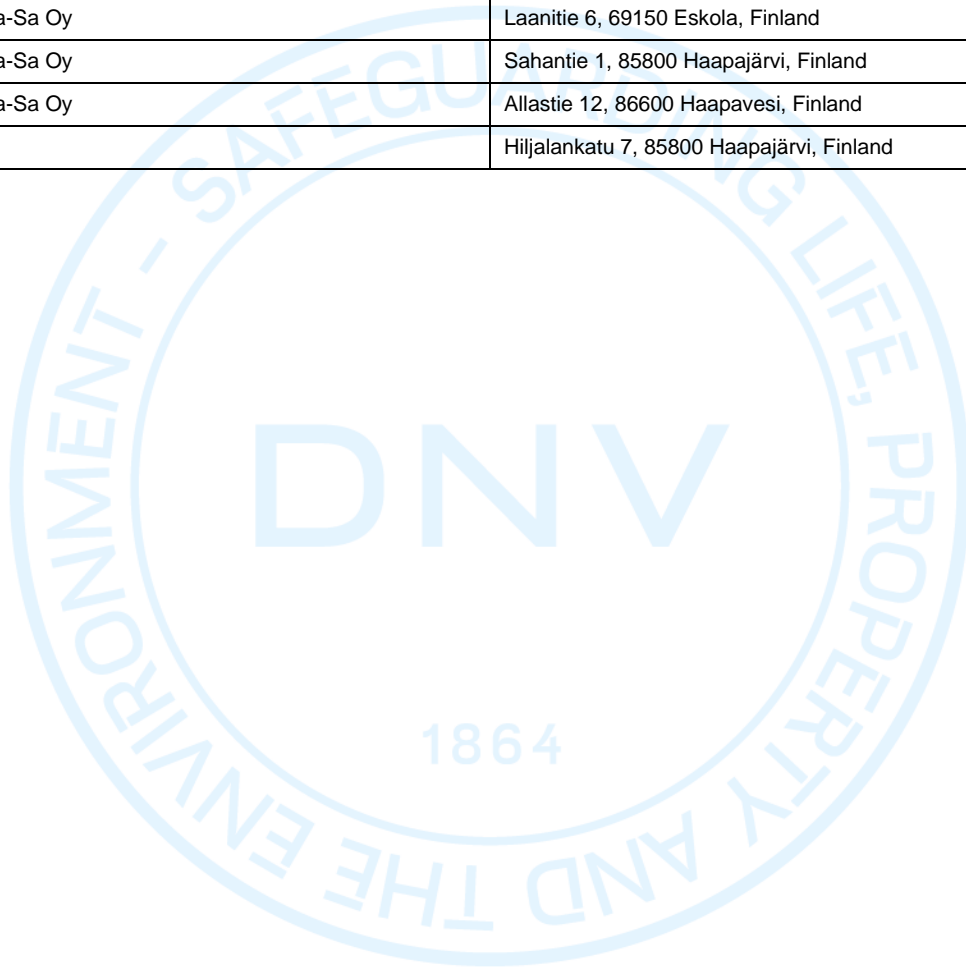 a-Sa Oy Laanitie 6, 69150 Eskola, Finland
a-Sa Oy Sahantie 1, 85800 Haapajärvi, Finland
a-Sa Oy Allastie 12, 86600 Haapavesi, Finland
Hiljalankatu 7, 85800 Haapajärvi, Finland
SAFEGUARDING LIFE, PROPERTY AND THE ENVIRONMENT -
DNV
1864